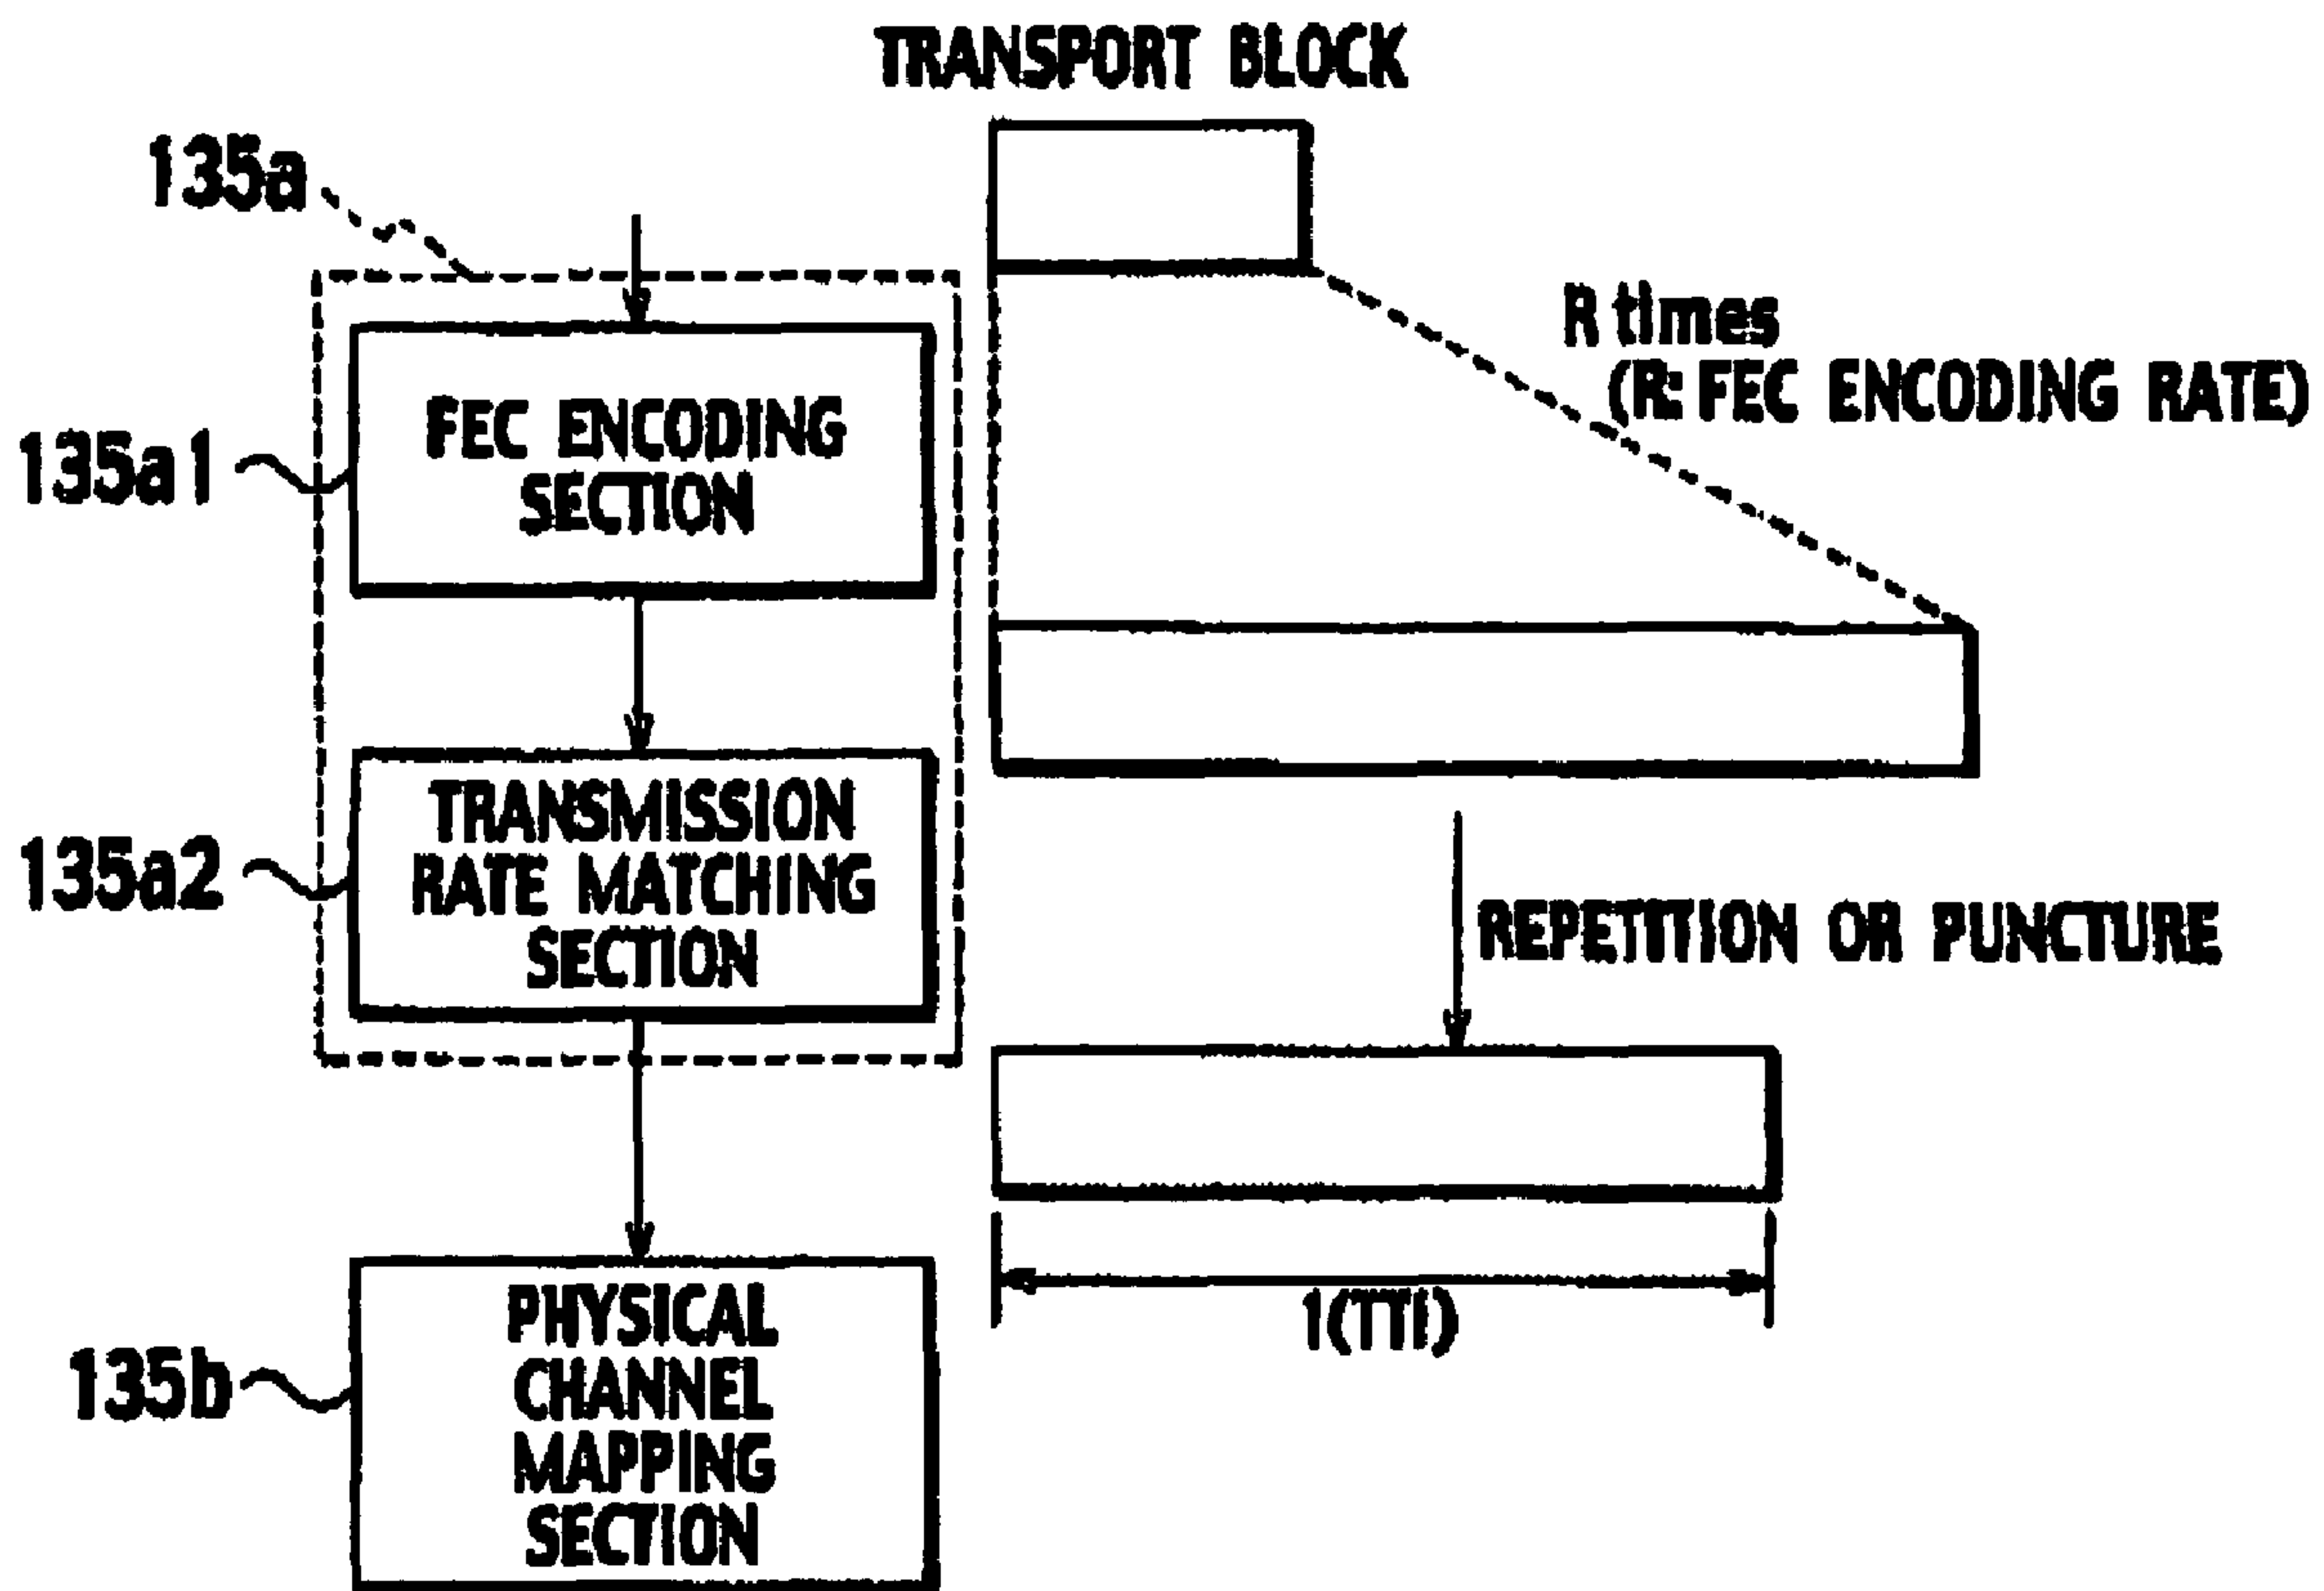 TRANSPORT BLOCK
135a
R times
(R: FEC ENCODING RATE)
135a1
FEC ENCODING
SECTION
135a2
TRANSMISSION
RATE MATCHING
SECTION
REPETITION OR PUNCTURE
1(TTI)
135b
PHYSICAL
CHANNEL
MAPPING
SECTION